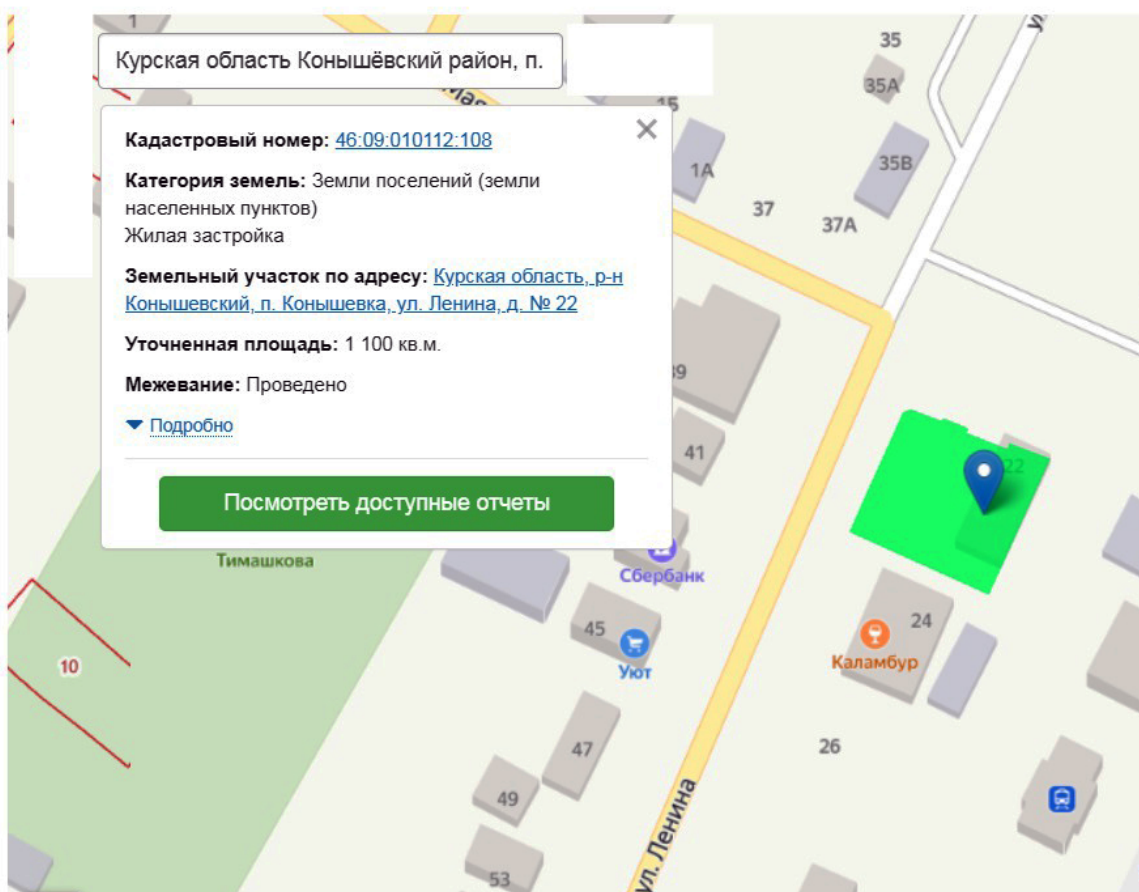 1
Курская область Конышёвский район, п.
35
35А
15
Кадастровый номер: 46:09:010112:108
1А
35В
Категория земель: Земли поселений (земли
населенных пунктов)
Жилая застройка
37
37А
Земельный участок по адресу: Курская область, р-н
Конышевский, п. Конышевка, ул. Ленина, д. № 22
Уточненная площадь: 1 100 кв.м.
39
Межевание: Проведено
Подробно
41
22
Посмотреть доступные отчеты
Тимашкова
Сбербанк
45
24
10
Уют
Каламбур
47
26
49
ул. Ленина
53